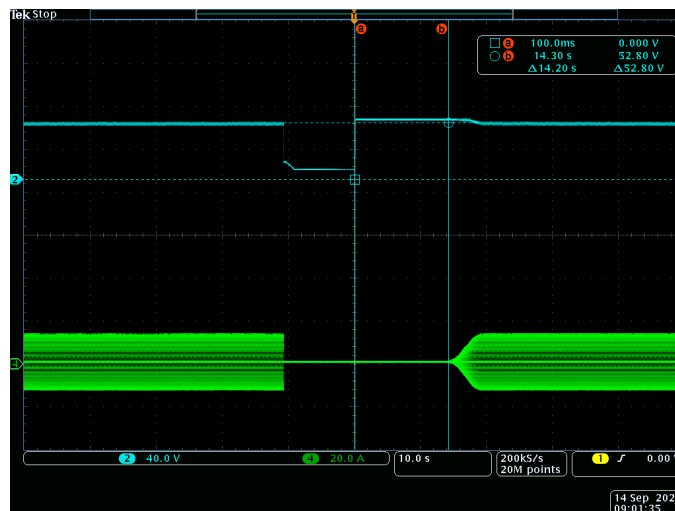 Tek Stop
T
a
b
a 100.0ms 0.000 V
b 14.30 s 52.80 V
Δ14.20 s Δ52.80 V
2
4
2 40.0 V
4 20.0 A
10.0 s
200kS/s
20M points
1 0.00
14 Sep 202
09:01:35